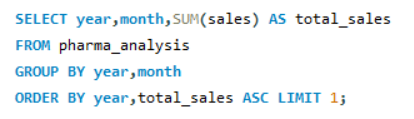 SELECT year,month,SUM(sales) AS total_sales
FROM pharma_analysis
GROUP BY year,month
ORDER BY year,total_sales ASC LIMIT 1;